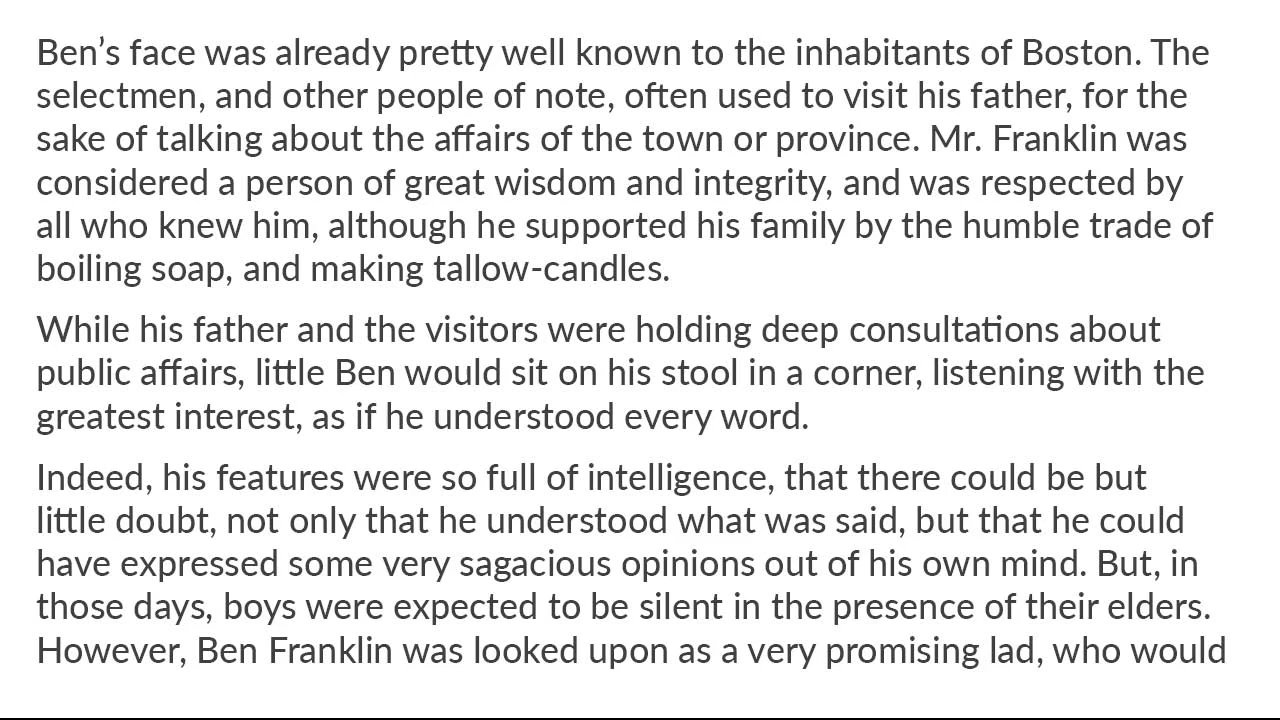 Ben’s face was already pretty well known to the inhabitants of Boston. The
selectmen, and other people of note, often used to visit his father, for the
sake of talking about the affairs of the town or province. Mr. Franklin was
considered a person of great wisdom and integrity, and was respected by
all who knew him, although he supported his family by the humble trade of
boiling soap, and making tallow-candles.
While his father and the visitors were holding deep consultations about
public affairs, little Ben would sit on his stool in a corner, listening with the
greatest interest, as if he understood every word.
Indeed, his features were so full of intelligence, that there could be but
little doubt, not only that he understood what was said, but that he could
have expressed some very sagacious opinions out of his own mind. But, in
those days, boys were expected to be silent in the presence of their elders.
However, Ben Franklin was looked upon as a very promising lad, who would